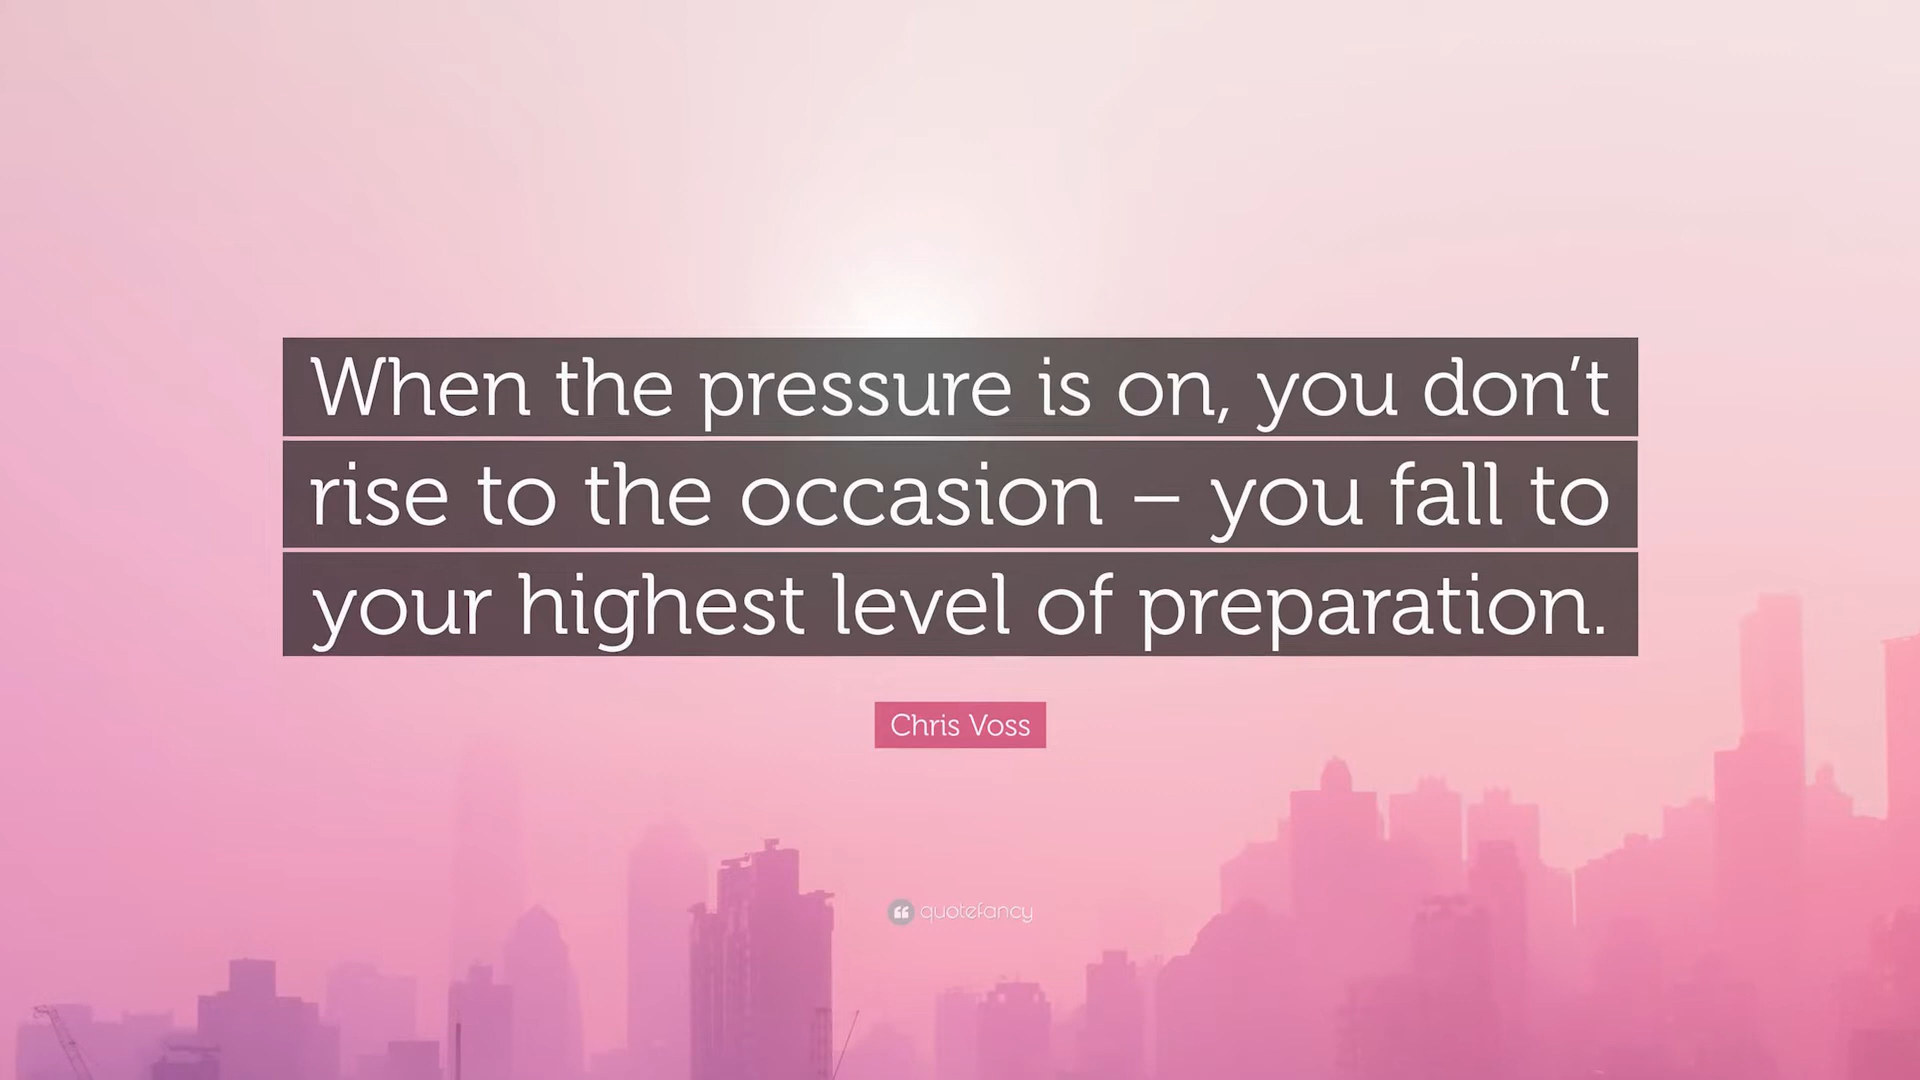 When the pressure is on, you don’t
rise to the occasion – you fall to
your highest level of preparation.
Chris Voss
quotefancy